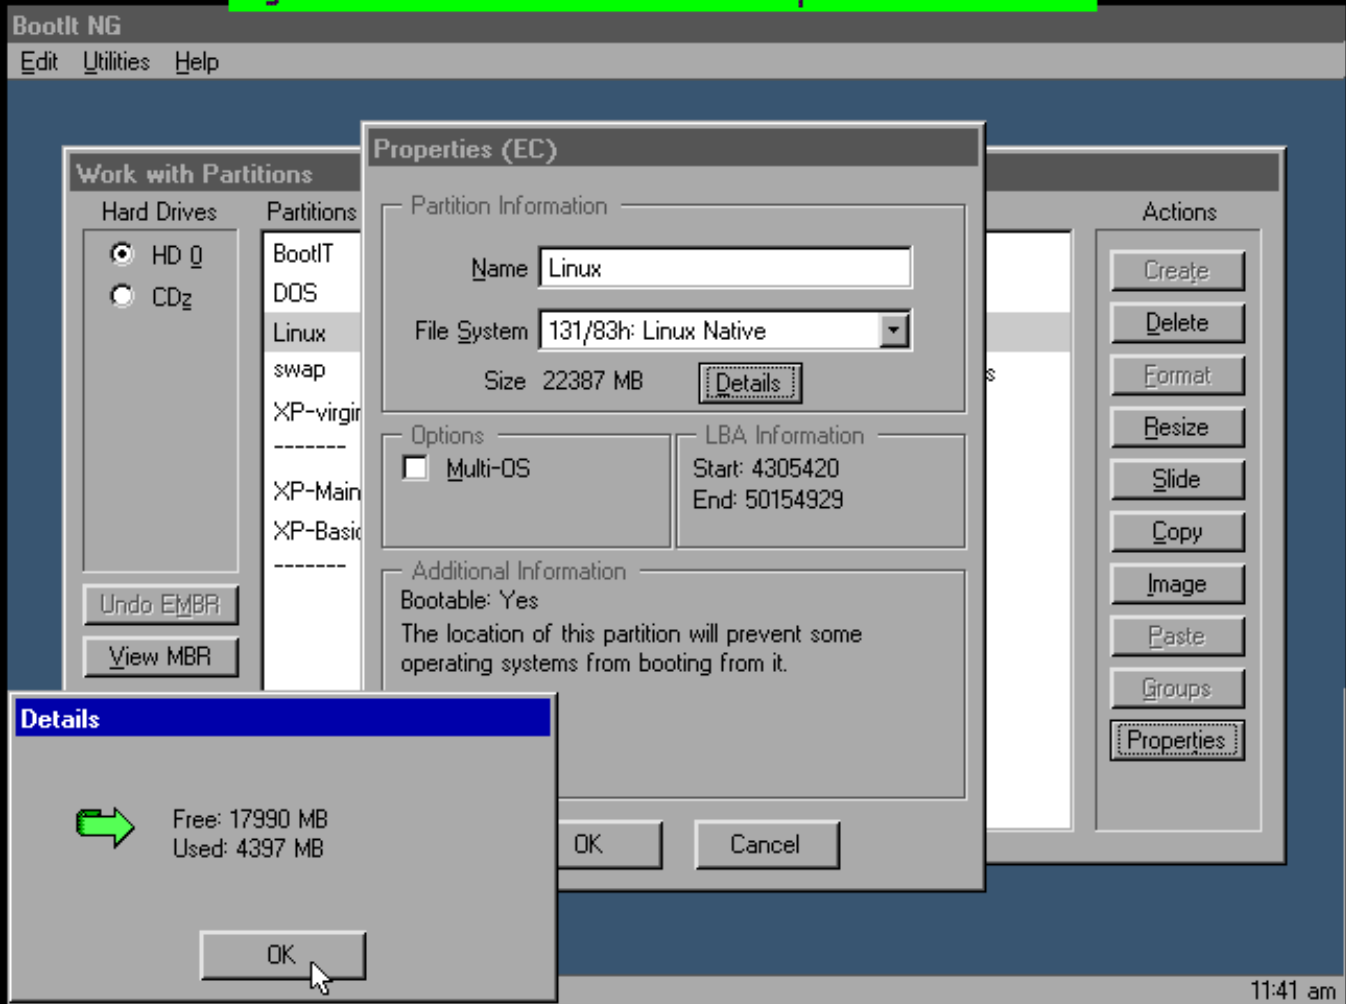 BootIt NG
Edit Utilities Help
Work with Partitions
Hard Drives
HD 0
CDz
Undo EMBR
View MBR
Partitions
BootIT
DOS
Linux
swap
XP-virgin
-------
XP-Main
XP-Basic
-------
s
Properties (EC)
Partition Information
Name Linux
File System 131/83h: Linux Native
Size 22387 MB Details
Options
Multi-OS
LBA Information
Start: 4305420
End: 50154929
Additional Information
Bootable: Yes
The location of this partition will prevent some
operating systems from booting from it.
OK Cancel
Actions
Create
Delete
Format
Resize
Slide
Copy
Image
Paste
Groups
Properties
Details
Free: 17990 MB
Used: 4397 MB
OK
11:41 am